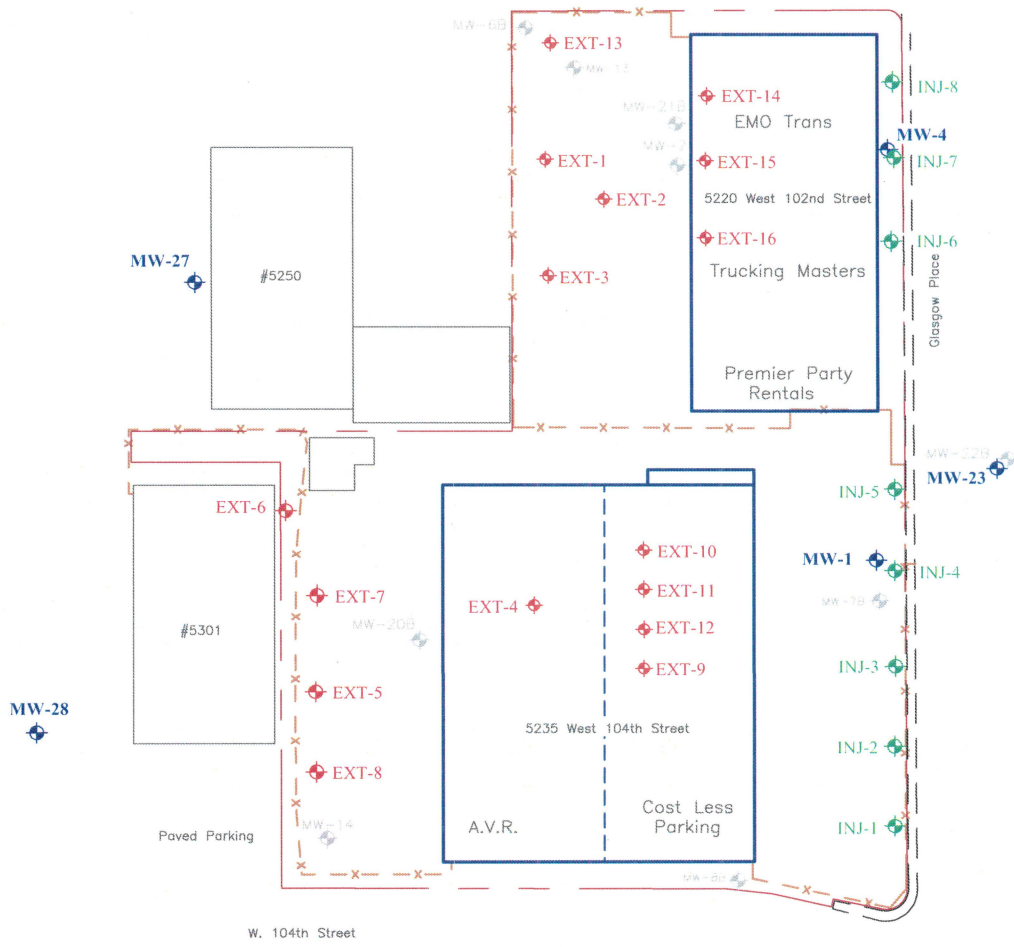 MW-6B
EXT-13
MW-13
INJ-8
EXT-14
MW-21B
EMO Trans
MW-4
EXT-1
MW-2
EXT-15
INJ-7
EXT-2
5220 West 102nd Street
EXT-16
INJ-6
MW-27
#5250
EXT-3
Trucking Masters
Glasgow Place
Premier Party
Rentals
MW-22B
MW-23
INJ-5
EXT-6
EXT-10
MW-1
INJ-4
EXT-7
EXT-4
EXT-11
MW-7B
#5301
MW-20B
EXT-12
EXT-9
INJ-3
EXT-5
MW-28
5235 West 104th Street
INJ-2
EXT-8
Paved Parking
MW-14
A.V.R.
Cost Less
Parking
INJ-1
W. 104th Street